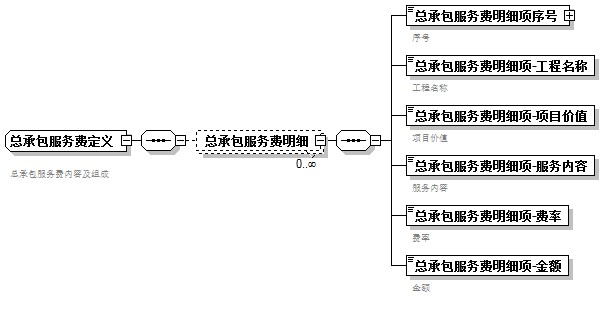 总承包服务费明细项序号
序号
总承包服务费明细项-工程名称
工程名称
总承包服务费明细项-项目价值
项目价值
总承包服务费定义
总承包服务费内容及组成
总承包服务费明细
0..∞
总承包服务费明细项-服务内容
服务内容
总承包服务费明细项-费率
费率
总承包服务费明细项-金额
金额